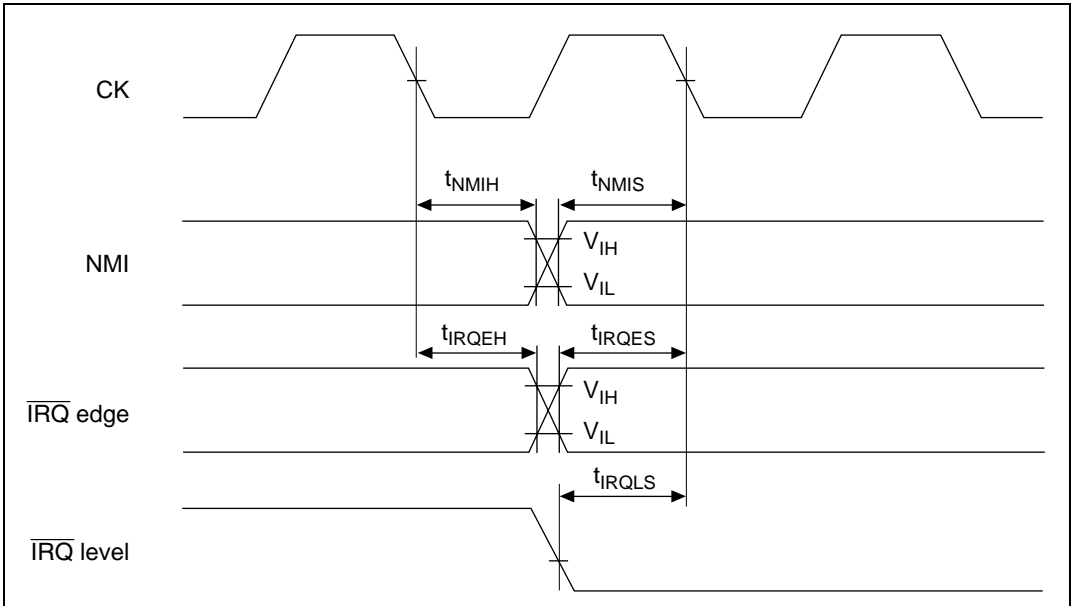 CK
tNMIH
tNMIS
NMI
VIH
VIL
tIRQEH
tIRQES
IRQ edge
VIH
VIL
tIRQLS
IRQ level